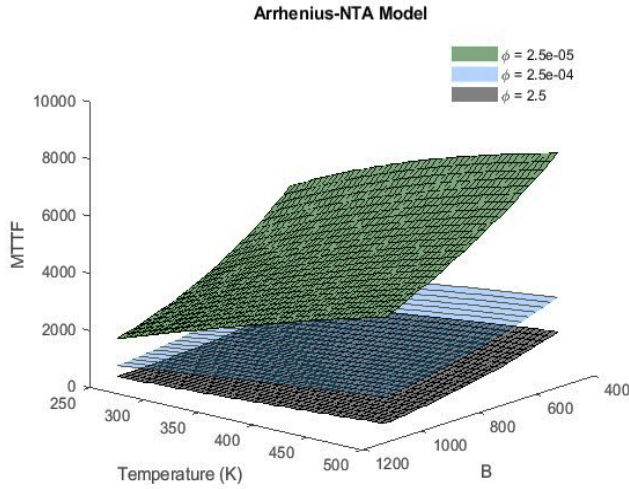 Arrhenius-NTA Model
ϕ = 2.5e-05
ϕ = 2.5e-04
ϕ = 2.5
10000
8000
6000
4000
2000
0
MTTF
250
300
350
400
450
500
Temperature (K)
1200
1000
800
600
400
B